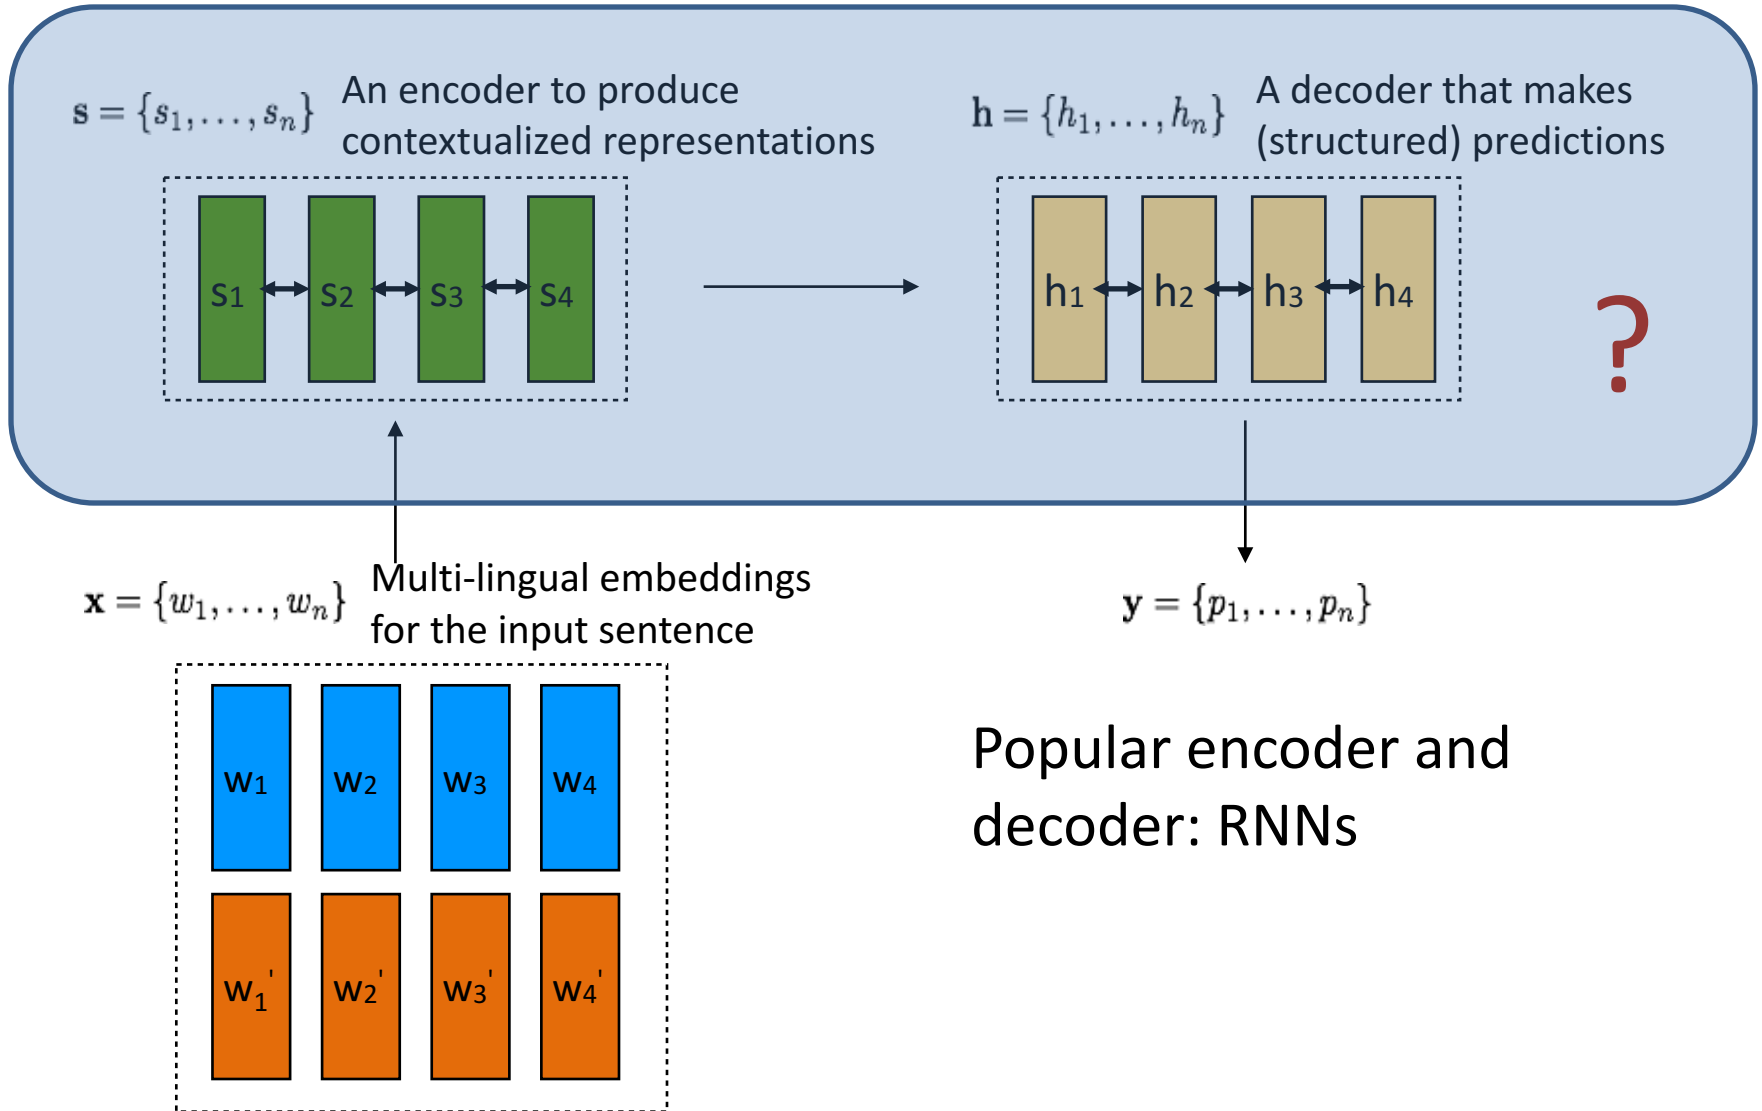 s = {s₁, . . . , sₙ}
An encoder to produce
contextualized representations
h = {h₁, . . . , hₙ}
A decoder that makes
(structured) predictions
s₁ s₂ s₃ s₄
h₁ h₂ h₃ h₄
?
x = {w₁, . . . , wₙ}
Multi-lingual embeddings
for the input sentence
y = {p₁, . . . , pₙ}
w₁ w₂ w₃ w₄
w₁' w₂' w₃' w₄'
Popular encoder and
decoder: RNNs